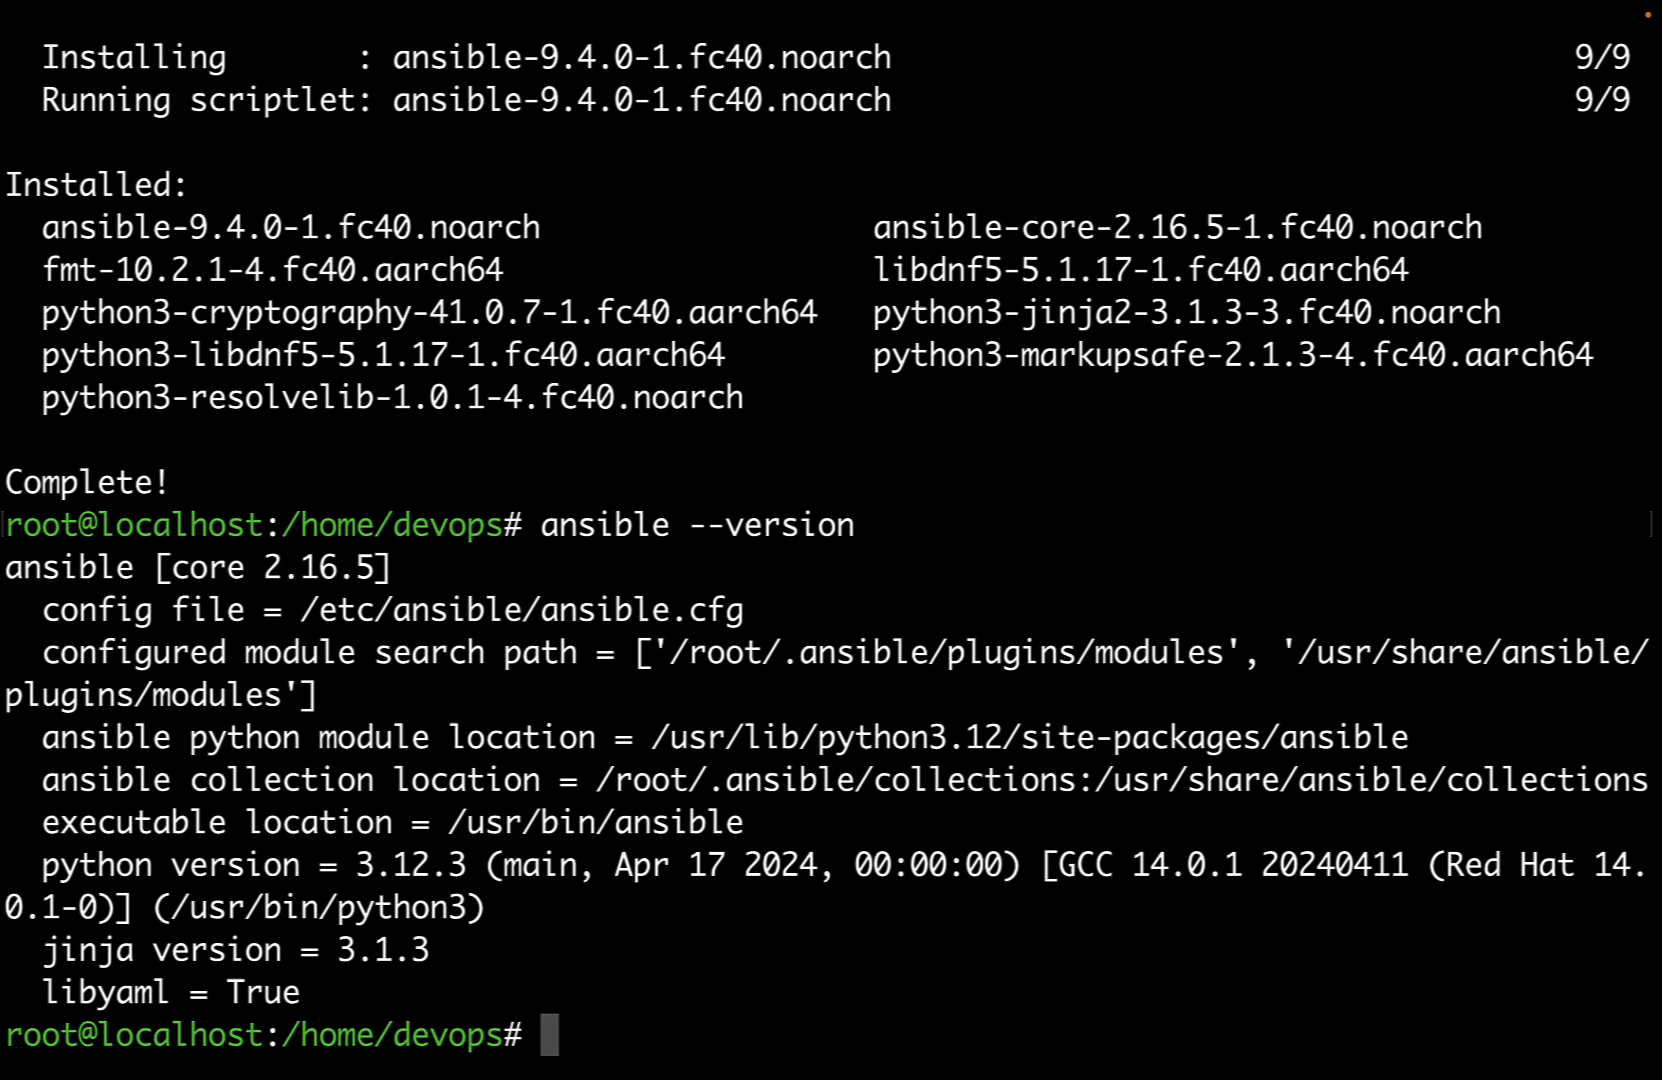 Installing       : ansible-9.4.0-1.fc40.noarch                                     9/9
Running scriptlet: ansible-9.4.0-1.fc40.noarch                                     9/9
Installed:
ansible-9.4.0-1.fc40.noarch                  ansible-core-2.16.5-1.fc40.noarch
fmt-10.2.1-4.fc40.aarch64                    libdnf5-5.1.17-1.fc40.aarch64
python3-cryptography-41.0.7-1.fc40.aarch64   python3-jinja2-3.1.3-3.fc40.noarch
python3-libdnf5-5.1.17-1.fc40.aarch64        python3-markupsafe-2.1.3-4.fc40.aarch64
python3-resolvelib-1.0.1-4.fc40.noarch
Complete!
root@localhost:/home/devops# ansible --version
ansible [core 2.16.5]
config file = /etc/ansible/ansible.cfg
configured module search path = ['/root/.ansible/plugins/modules', '/usr/share/ansible/
plugins/modules']
ansible python module location = /usr/lib/python3.12/site-packages/ansible
ansible collection location = /root/.ansible/collections:/usr/share/ansible/collections
executable location = /usr/bin/ansible
python version = 3.12.3 (main, Apr 17 2024, 00:00:00) [GCC 14.0.1 20240411 (Red Hat 14.
0.1-0)] (/usr/bin/python3)
jinja version = 3.1.3
libyaml = True
root@localhost:/home/devops#